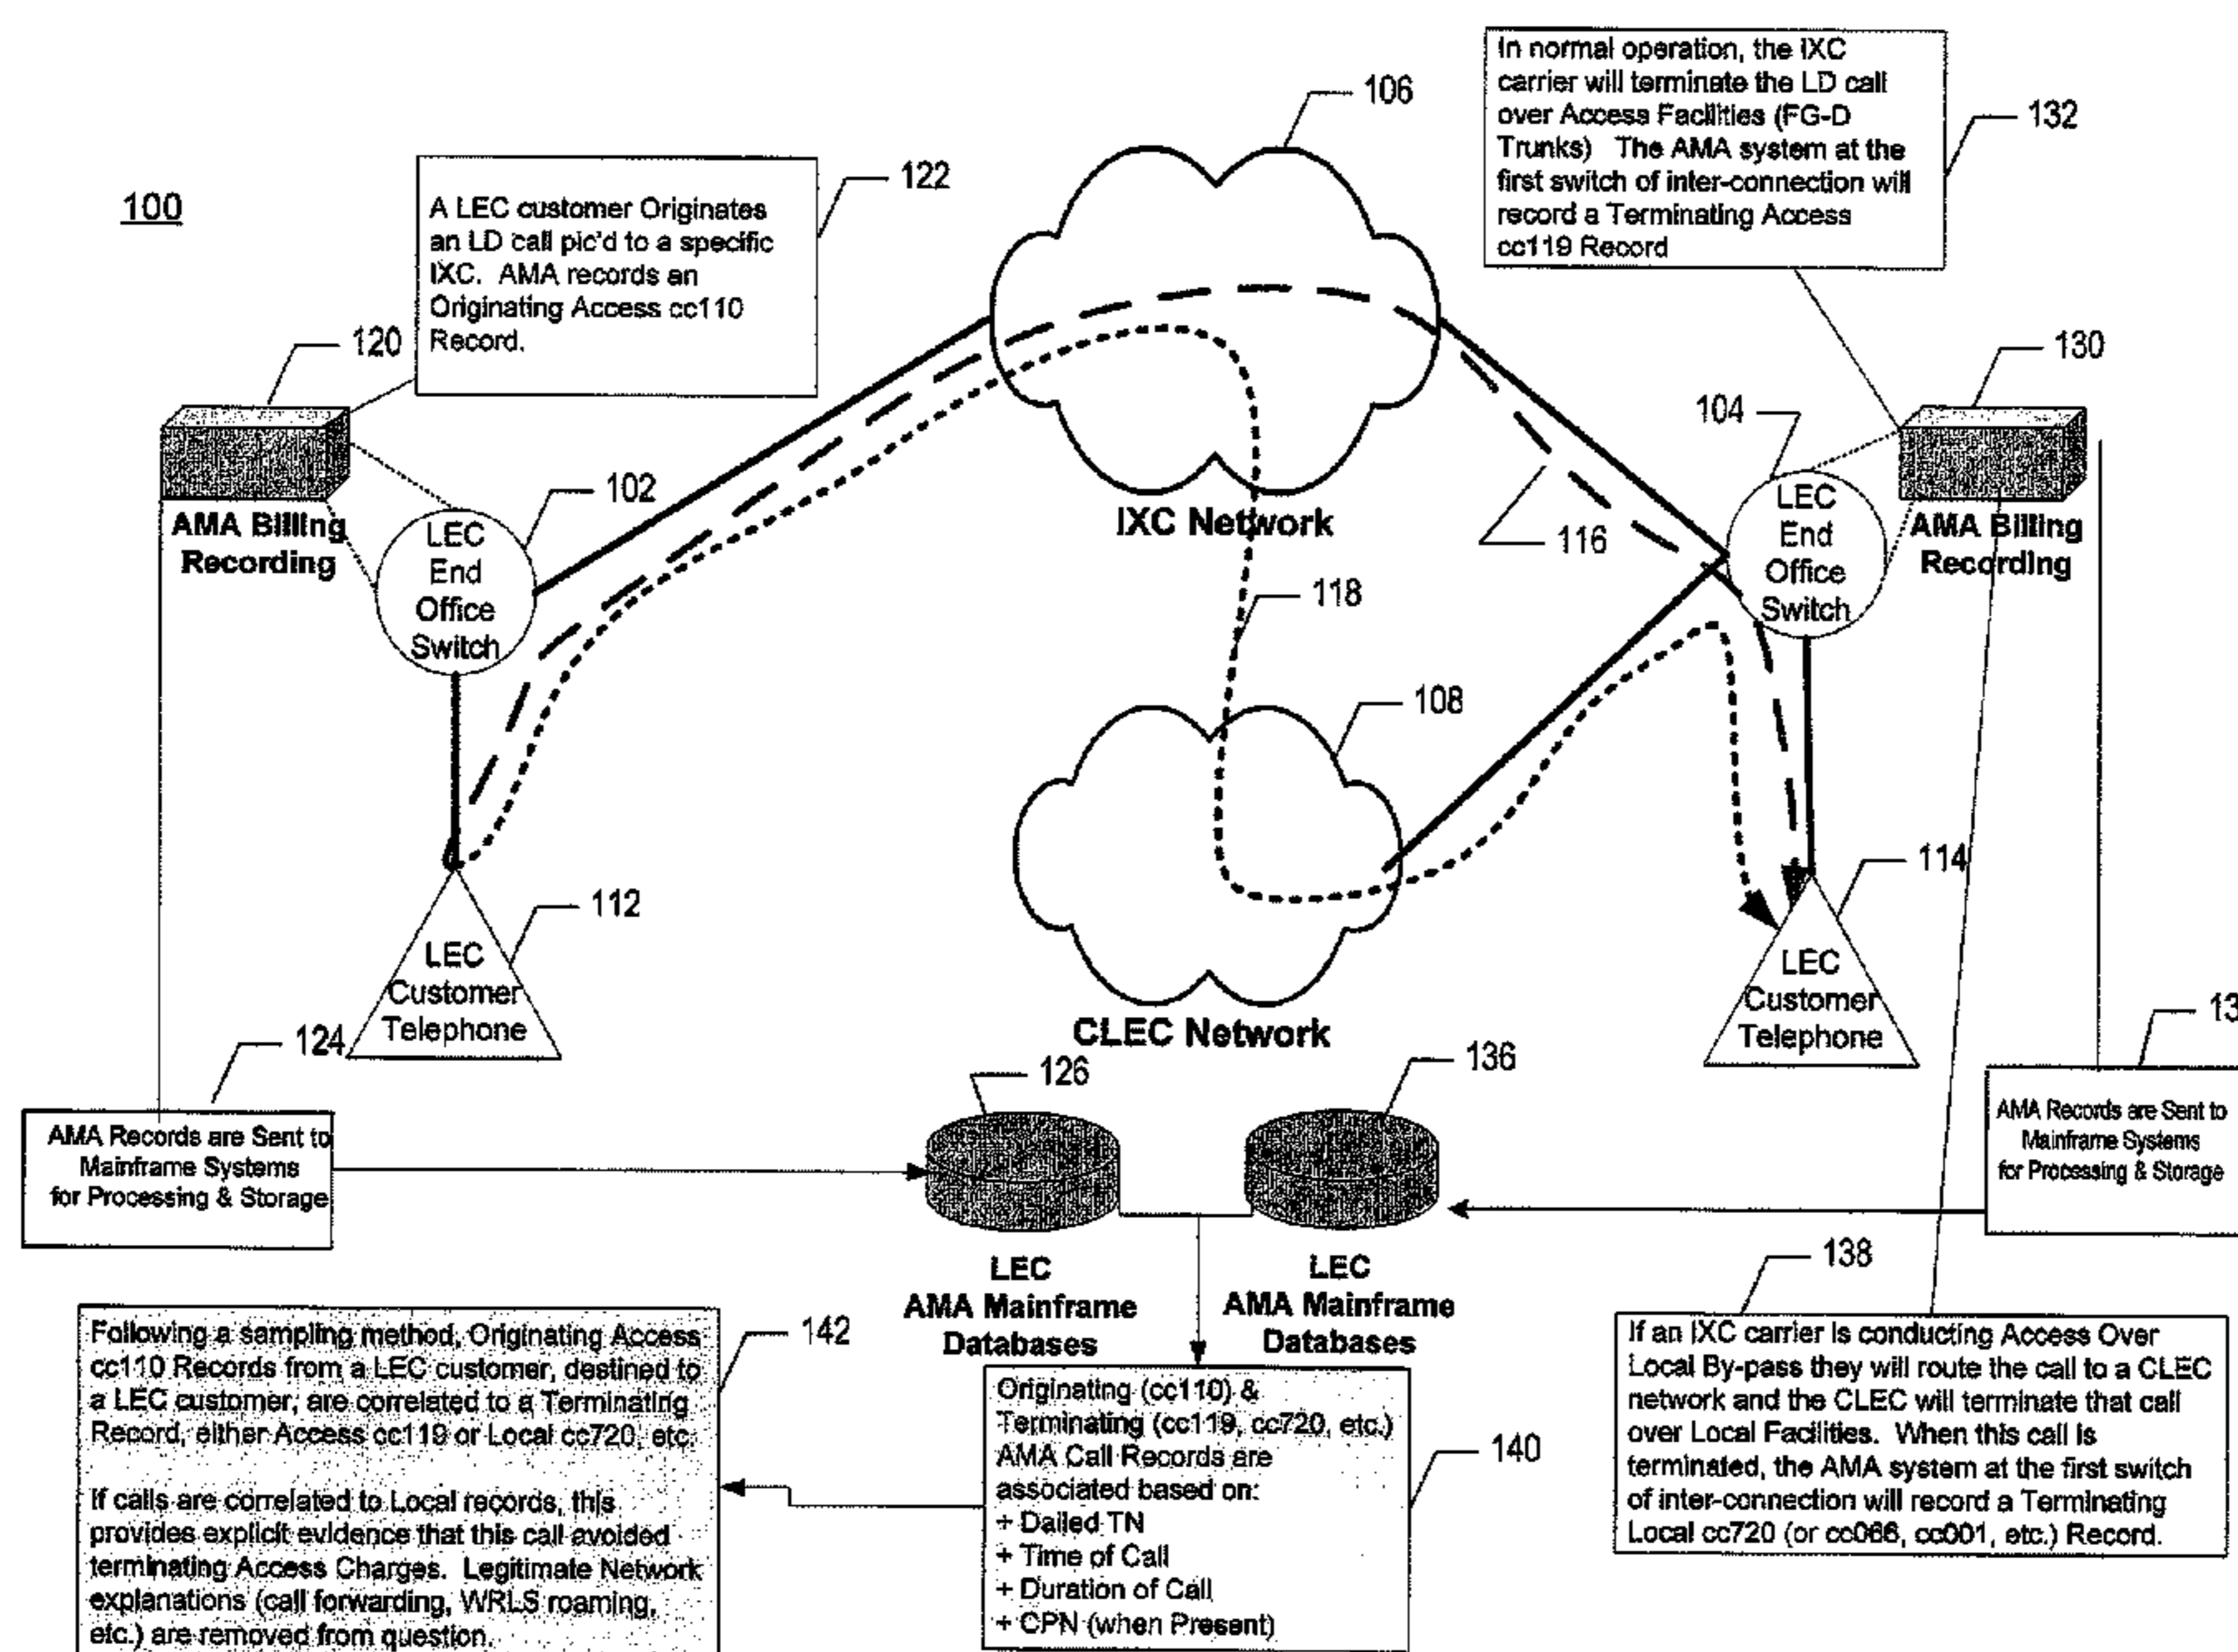 100
106
122
A LEC customer Originates
an LD call pic'd to a specific
IXC. AMA records an
Originating Access cc110
Record.
In normal operation, the IXC
carrier will terminate the LD call
over Access Facilities (FG-D
Trunks) The AMA system at the
first switch of inter-connection will
record a Terminating Access
cc119 Record
132
120
AMA Billing
Recording
102
LEC
End
Office
Switch
IXC Network
116
118
104
LEC
End
Office
Switch
130
AMA Billing
Recording
108
CLEC Network
112
LEC
Customer
Telephone
114
LEC
Customer
Telephone
124
AMA Records are Sent to
Mainframe Systems
for Processing & Storage
126
LEC
AMA Mainframe
Databases
136
LEC
AMA Mainframe
Databases
13
AMA Records are Sent to
Mainframe Systems
for Processing & Storage
138
If an IXC carrier is conducting Access Over
Local By-pass they will route the call to a CLEC
network and the CLEC will terminate that call
over Local Facilities. When this call is
terminated, the AMA system at the first switch
of inter-connection will record a Terminating
Local cc720 (or cc066, cc001, etc.) Record.
140
Originating (cc110) &
Terminating (cc119, cc720, etc.)
AMA Call Records are
associated based on:
+ Dailed TN
+ Time of Call
+ Duration of Call
+ CPN (when Present)
142
Following a sampling method, Originating Access
cc110 Records from a LEC customer, destined to
a LEC customer, are correlated to a Terminating
Record, either Access cc119 or Local cc720, etc.
If calls are correlated to Local records, this
provides explicit evidence that this call avoided
terminating Access Charges. Legitimate Network
explanations (call forwarding, WRLS roaming,
etc.) are removed from question.